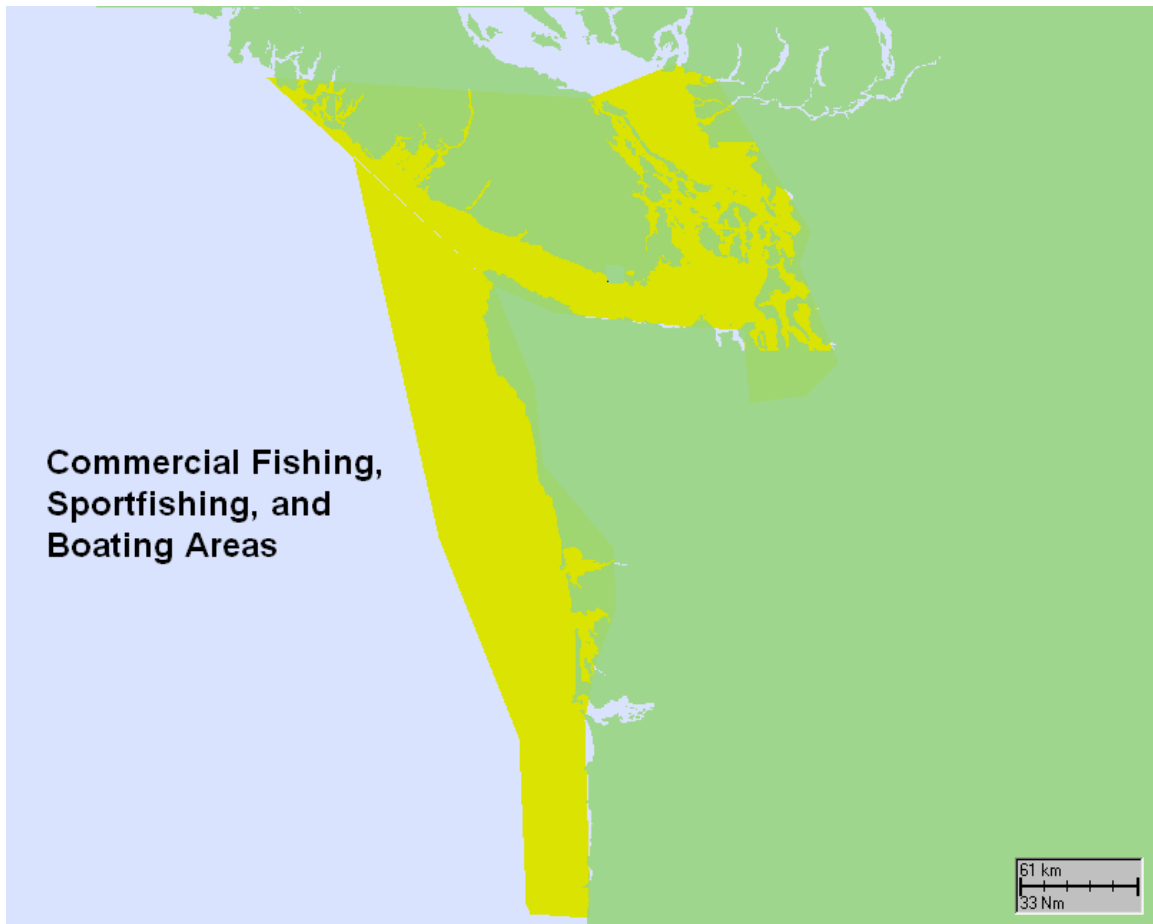 Commercial Fishing,
Sportfishing, and
Boating Areas
61 km
33 Nm